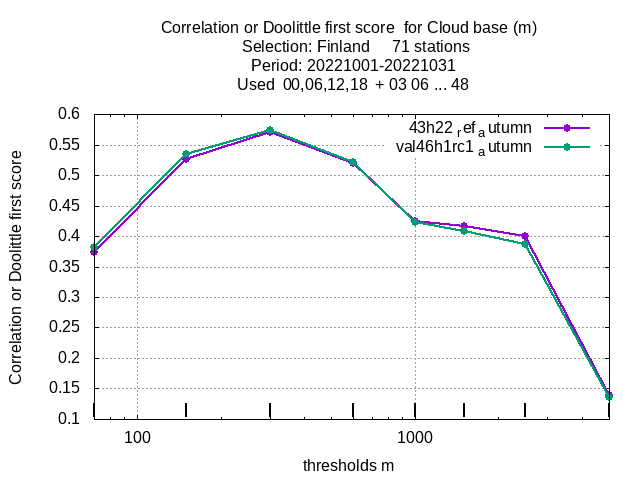 Correlation or Doolittle first score  for Cloud base (m)
Selection: Finland     71 stations
Period: 20221001-20221031
Used  00,06,12,18  + 03 06 ... 48
43h22 ref autumn
val46h1rc1 autumn
Correlation or Doolittle first score
0.6
0.55
0.5
0.45
0.4
0.35
0.3
0.25
0.2
0.15
0.1
100
1000
thresholds m